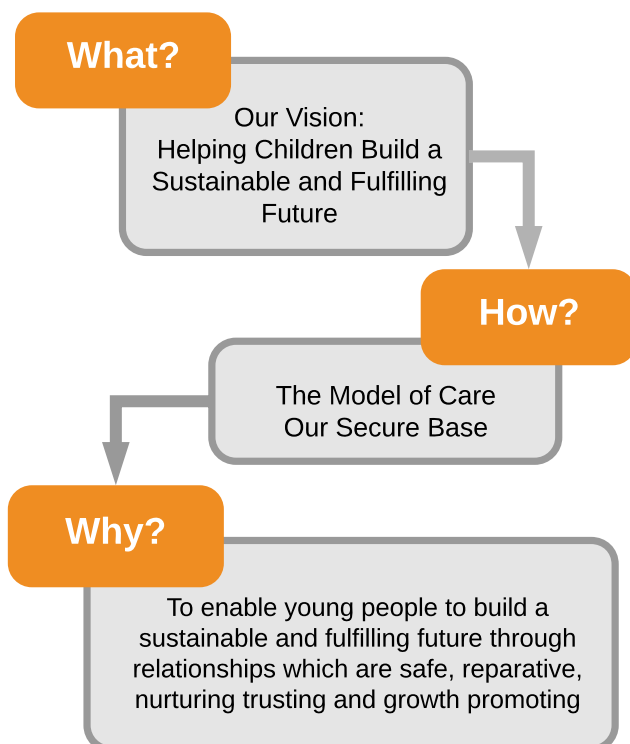 What?
Our Vision:
Helping Children Build a
Sustainable and Fulfilling
Future
How?
The Model of Care
Our Secure Base
Why?
To enable young people to build a
sustainable and fulfilling future through
relationships which are safe, reparative,
nurturing trusting and growth promoting